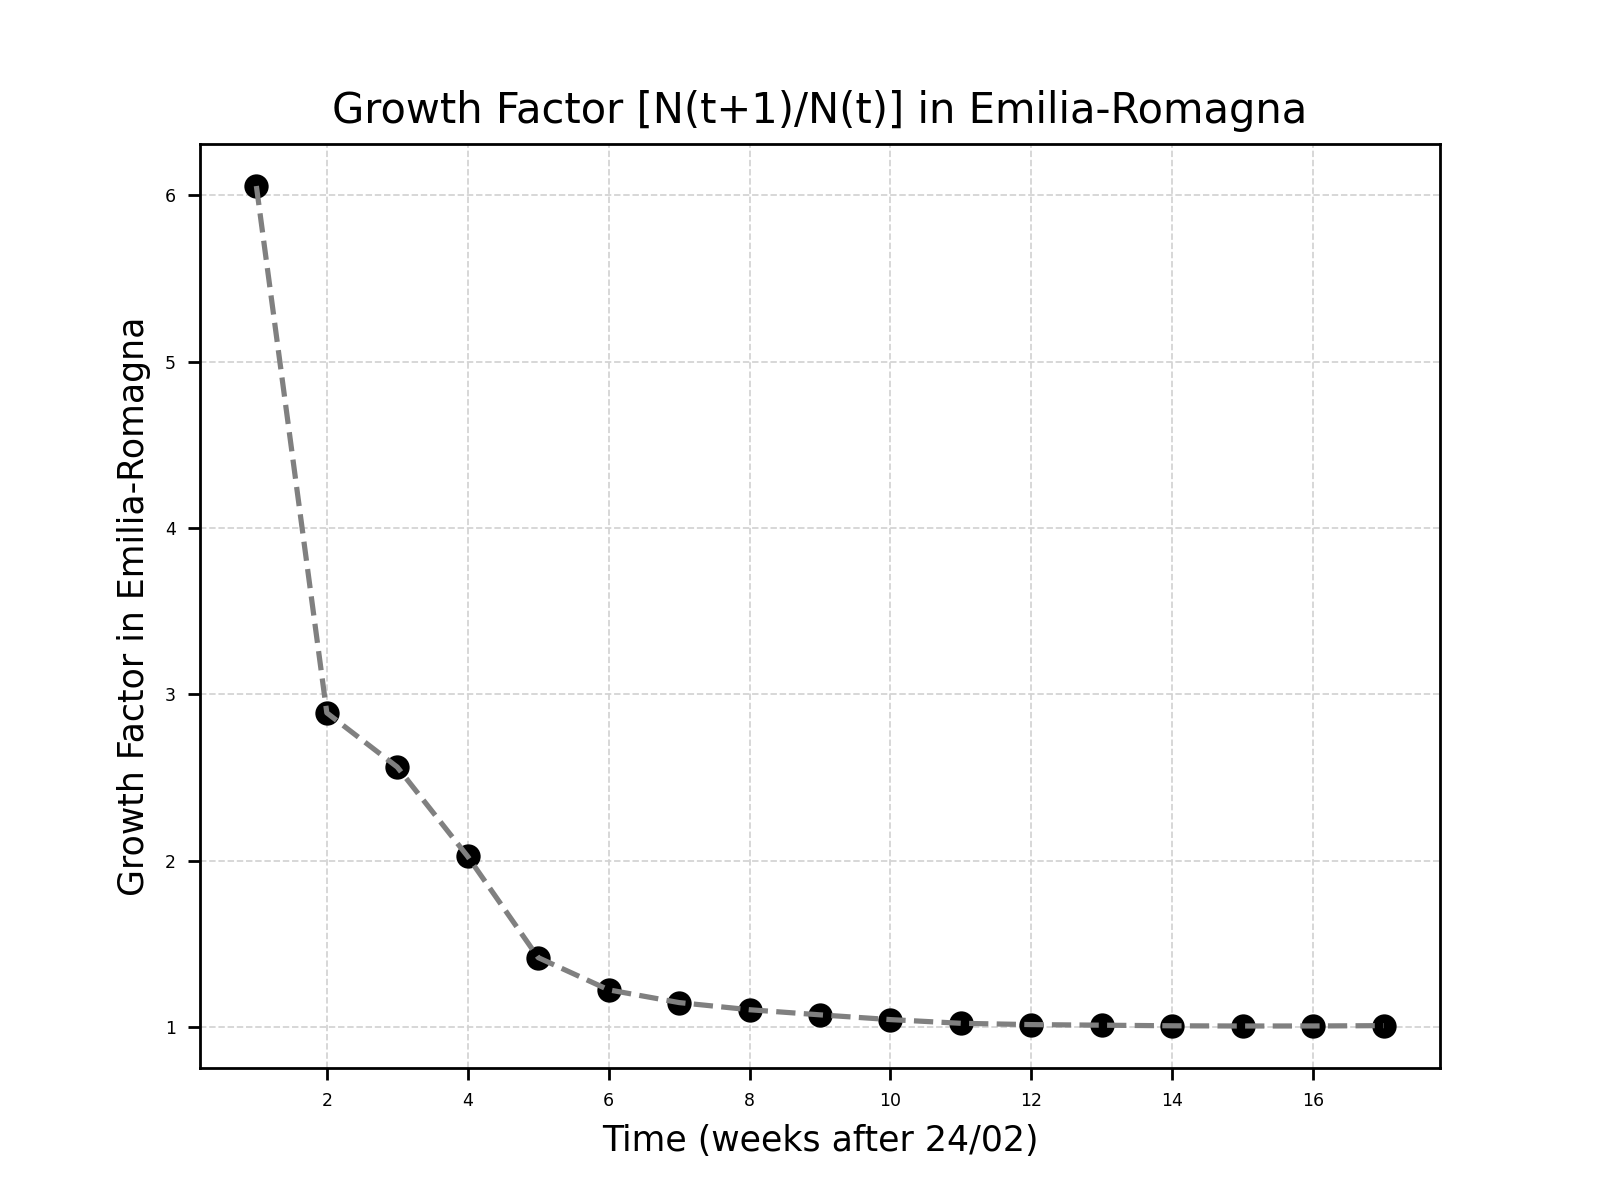 Growth Factor [N(t+1)/N(t)] in Emilia-Romagna
Growth Factor in Emilia-Romagna
6
5
4
3
2
1
2 4 6 8 10 12 14 16
Time (weeks after 24/02)